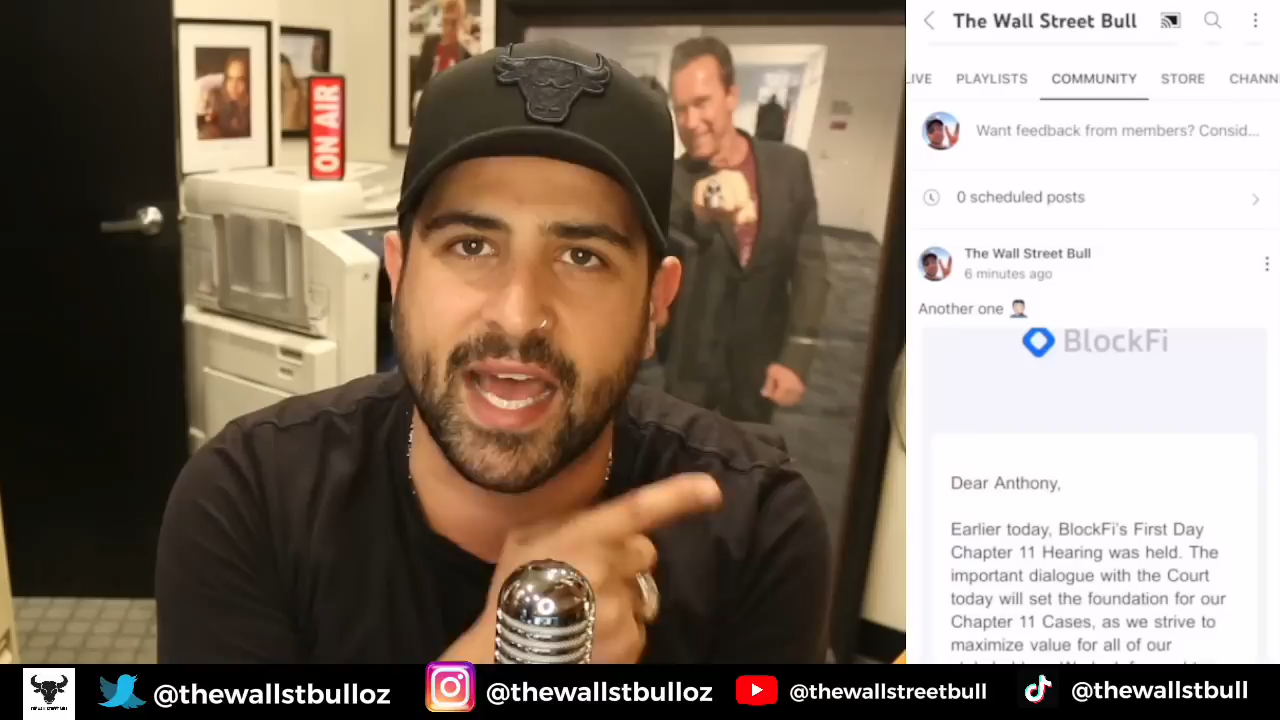 ON AIR
The Wall Street Bull
IVE PLAYLISTS COMMUNITY STORE CHANN
Want feedback from members? Consid...
0 scheduled posts
The Wall Street Bull
6 minutes ago
Another one
BlockFi
Dear Anthony,
Earlier today, BlockFi's First Day
Chapter 11 Hearing was held. The
important dialogue with the Court
today will set the foundation for our
Chapter 11 Cases, as we strive to
maximize value for all of our
@thewallstbulloz @thewallstbulloz @thewallstreetbull @thewallstbull